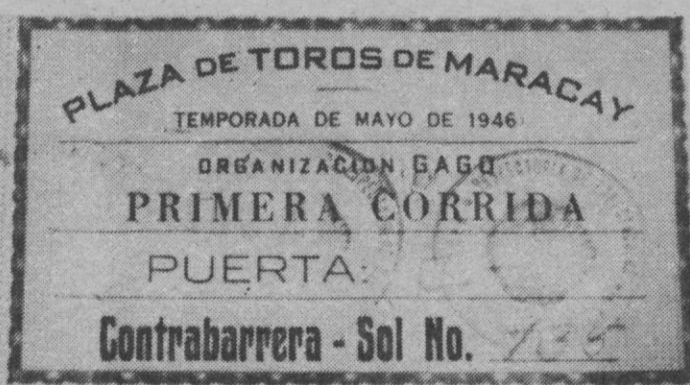 PLAZA DE TOROS DE MARACAY
TEMPORADA DE MAYO DE 1946
ORGANIZACION GAGO
PRIMERA CORRIDA
PUERTA:
Contrabarrera - Sol No.